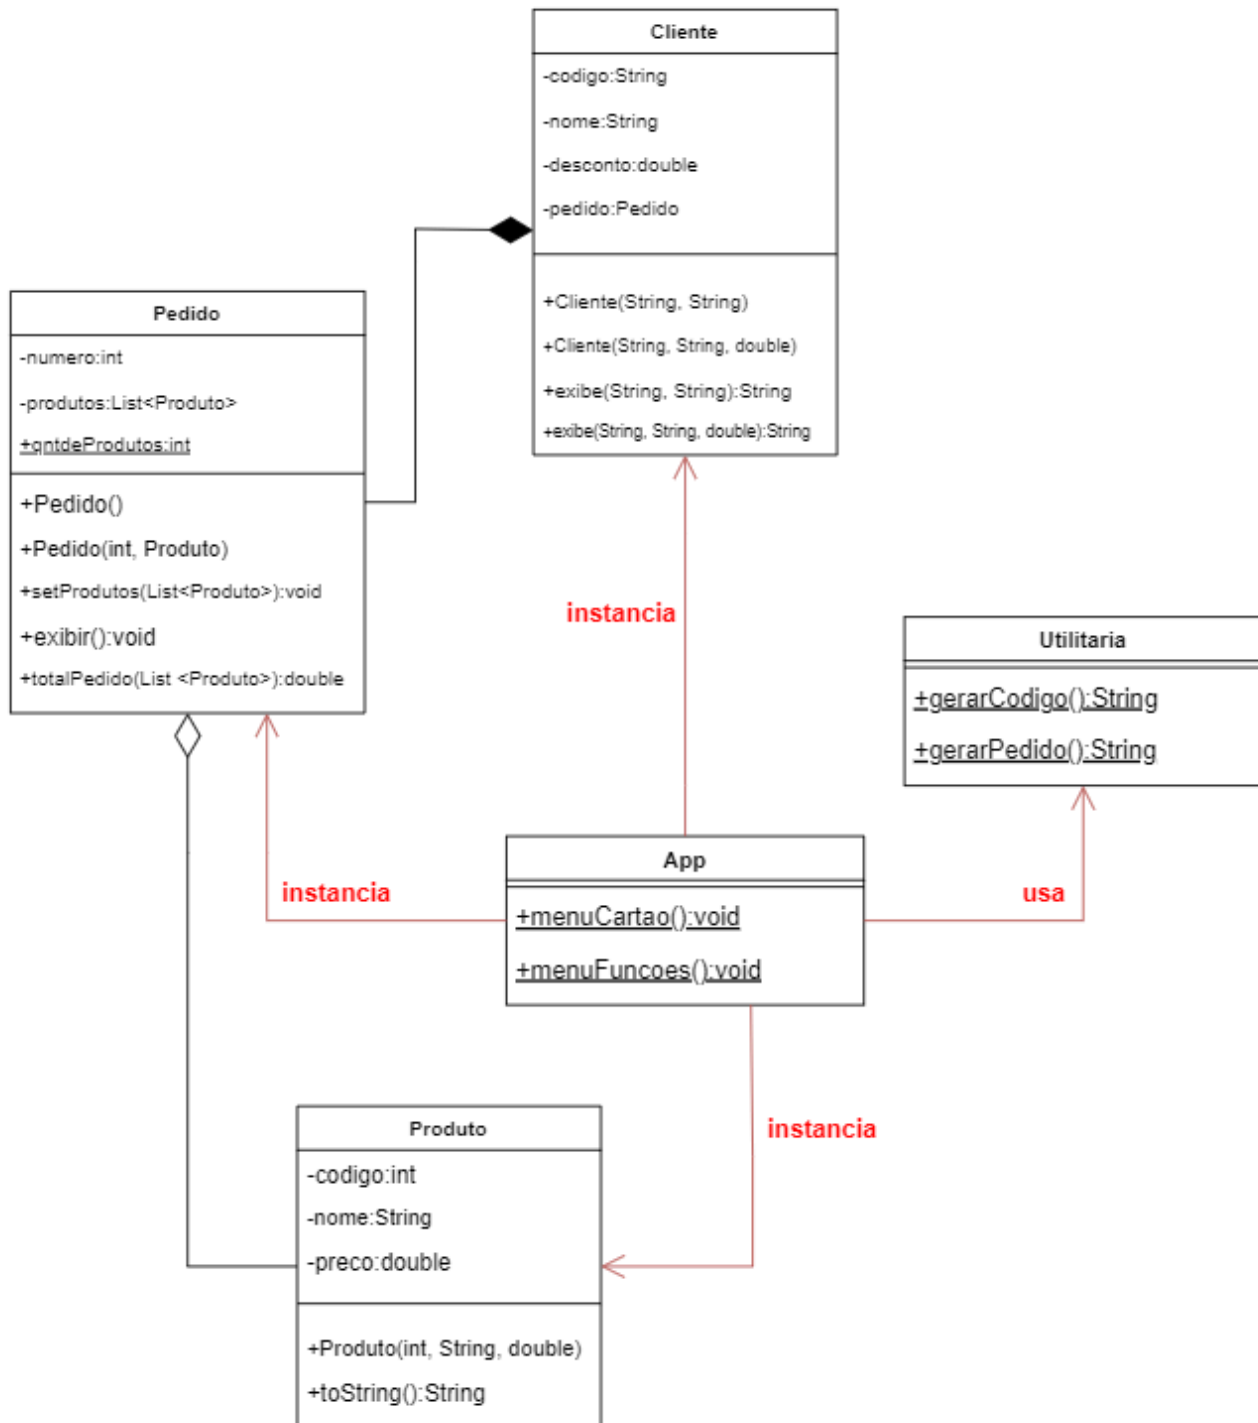 Cliente
-codigo:String
-nome:String
-desconto:double
-pedido:Pedido
+Cliente(String, String)
+Cliente(String, String, double)
+exibe(String, String):String
+exibe(String, String, double):String
Pedido
-numero:int
-produtos:List<Produto>
+qntdeProdutos:int
+Pedido()
+Pedido(int, Produto)
+setProdutos(List<Produto>):void
+exibir():void
+totalPedido(List <Produto>):double
instancia
Utilitaria
+gerarCodigo():String
+gerarPedido():String
App
+menuCartao():void
+menuFuncoes():void
instancia
usa
instancia
Produto
-codigo:int
-nome:String
-preco:double
+Produto(int, String, double)
+toString():String